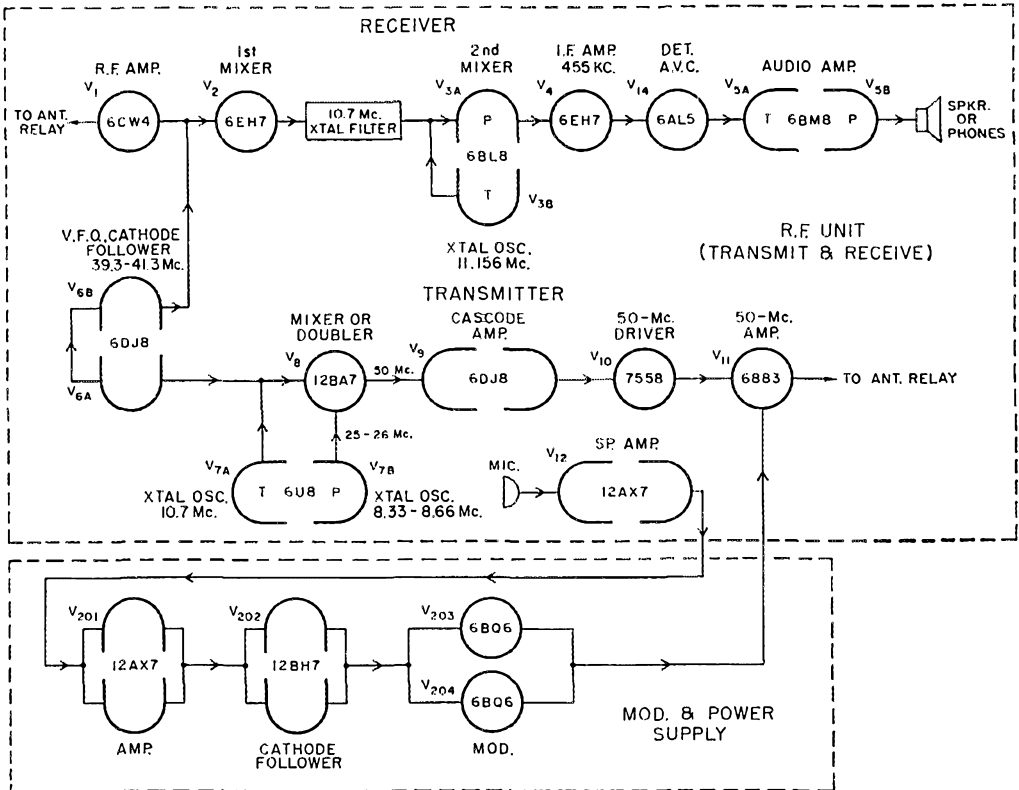 RECEIVER
R.F. AMP.
V1
6CW4
TO ANT.
RELAY
1st
MIXER
V2
6EH7
10.7 Mc.
XTAL FILTER
2nd
MIXER
V3A
P
6BL8
T
V3B
XTAL OSC.
11.156 Mc.
I.F. AMP.
455 KC.
V4
6EH7
DET.
A.V.C.
V14
6AL5
AUDIO AMP.
V5A
V5B
T 6BM8 P
SPKR.
OR
PHONES
R.F. UNIT
(TRANSMIT & RECEIVE)
V.F.O., CATHODE
FOLLOWER
39.3-41.3 Mc.
V6B
6DJ8
V6A
TRANSMITTER
MIXER OR
DOUBLER
V8
12BA7
50 Mc.
CASCODE
AMP.
V9
6DJ8
50-Mc.
DRIVER
V10
7558
50-Mc.
AMP.
V11
6883
TO ANT. RELAY
25-26 Mc.
V7A
V7B
T 6U8 P
XTAL OSC.
10.7 Mc.
XTAL OSC.
8.33-8.66 Mc.
MIC.
SP. AMP.
V12
12AX7
V201
12AX7
AMP.
V202
12BH7
CATHODE
FOLLOWER
V203
6BQ6
V204
6BQ6
MOD.
MOD. & POWER
SUPPLY